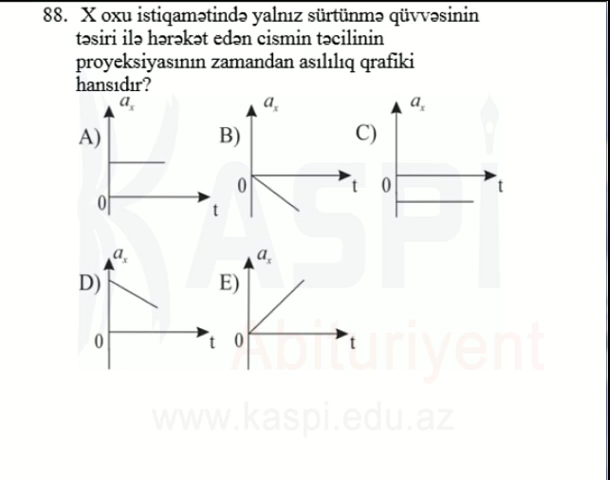 88. X oxu istiqamətində yalnız sürtünmə qüvvəsinin
təsiri ilə hərəkət edən cismin təcilinin
proyeksiyasının zamandan asılılıq qrafiki
hansıdır?
A) aₓ 0 t
B) aₓ 0 t
C) aₓ 0 t
D) aₓ 0 t
E) aₓ 0 t
KASPİ
Abituriyent
www.kaspi.edu.az